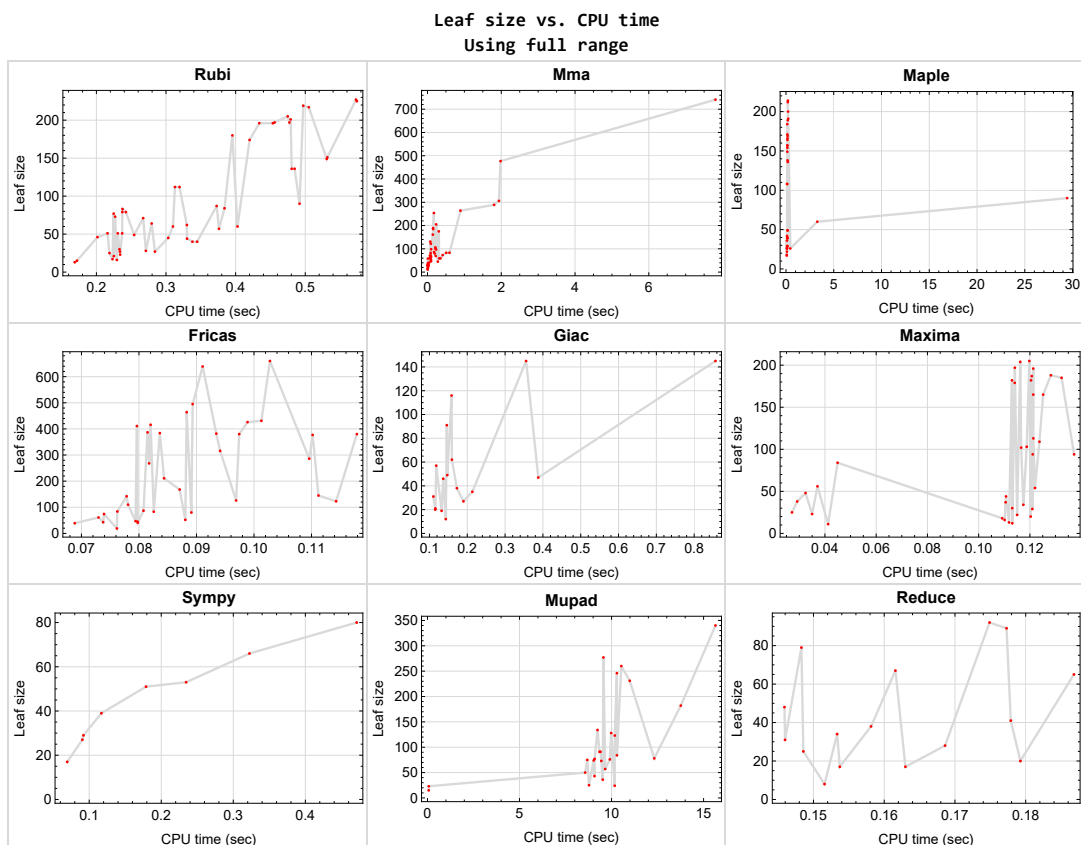 Leaf size vs. CPU time
Using full range
Rubi
Leaf size
200
150
100
50
0
0.2 0.3 0.4 0.5
CPU time (sec)
Mma
Leaf size
700
600
500
400
300
200
100
0
0 2 4 6
CPU time (sec)
Maple
Leaf size
200
150
100
50
0
0 5 10 15 20 25 30
CPU time (sec)
Fricas
Leaf size
600
500
400
300
200
100
0
0.07 0.08 0.09 0.10 0.11
CPU time (sec)
Giac
Leaf size
140
120
100
80
60
40
20
0
0.1 0.2 0.3 0.4 0.5 0.6 0.7 0.8
CPU time (sec)
Maxima
Leaf size
200
150
100
50
0
0.04 0.06 0.08 0.10 0.12
CPU time (sec)
Sympy
Leaf size
80
60
40
20
0
0.1 0.2 0.3 0.4
CPU time (sec)
Mupad
Leaf size
350
300
250
200
150
100
50
0
0 5 10 15
CPU time (sec)
Reduce
Leaf size
80
60
40
20
0
0.15 0.16 0.17 0.18
CPU time (sec)